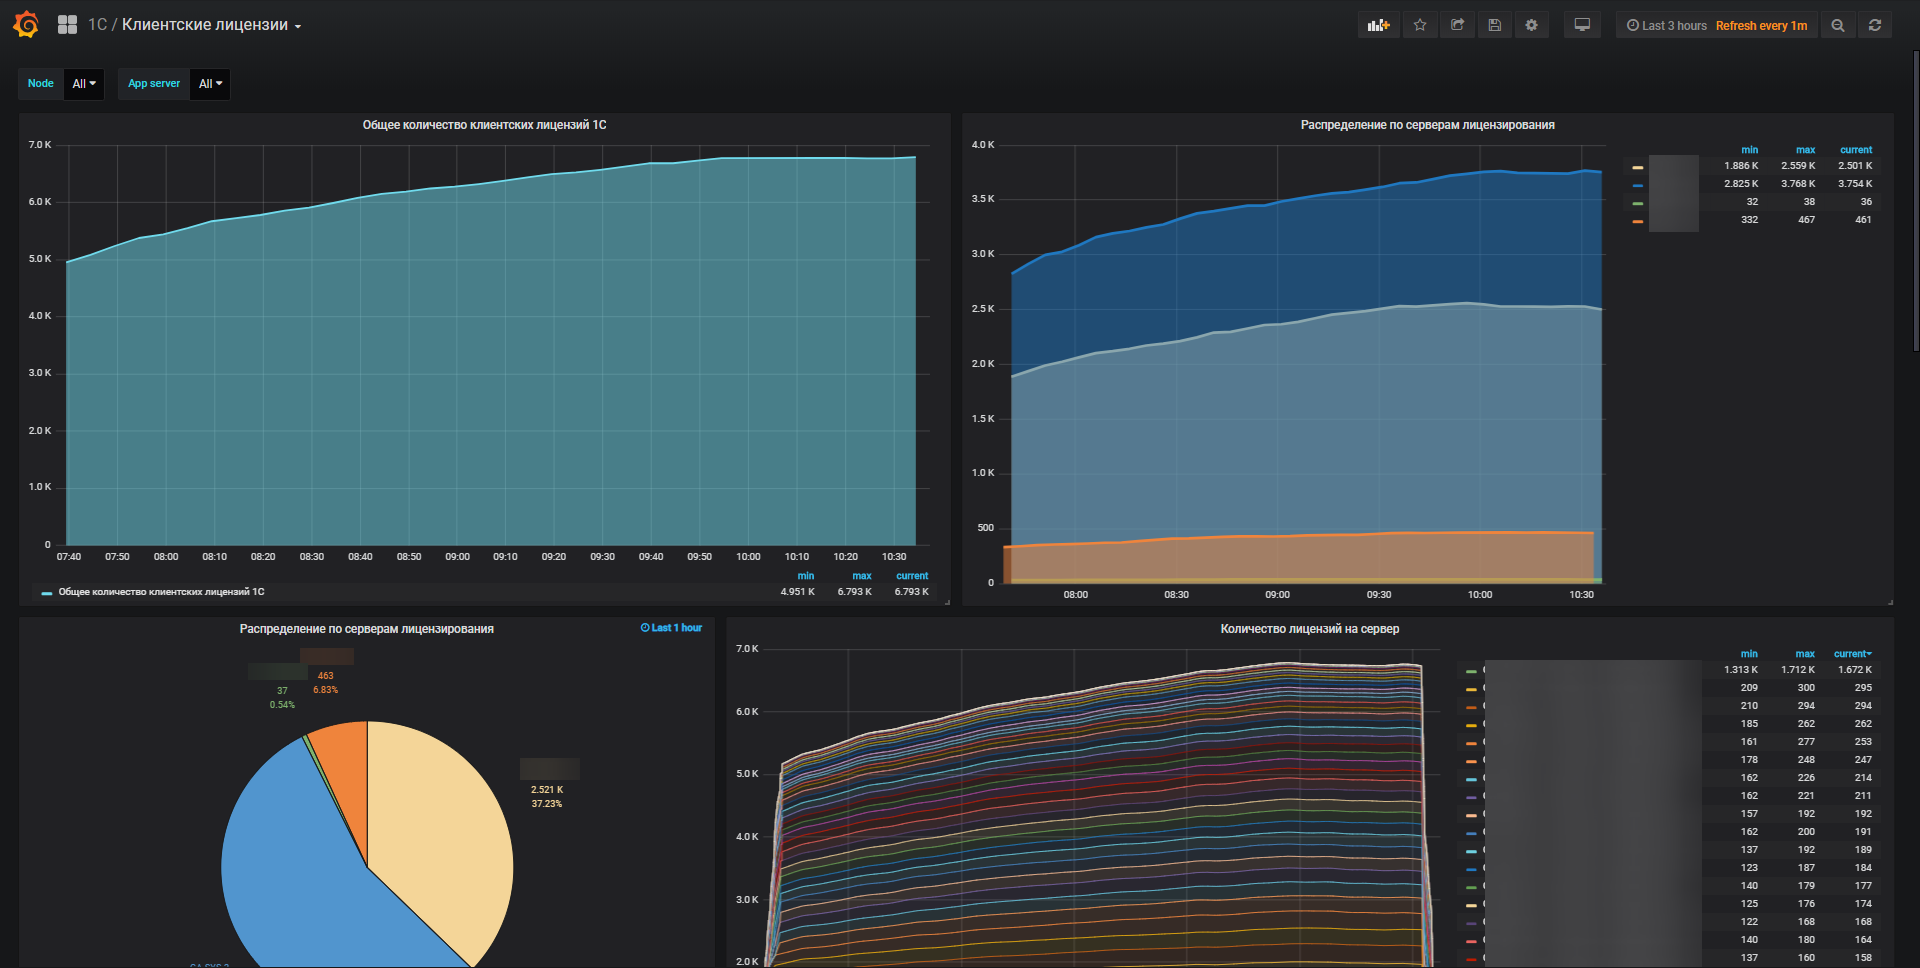 1С / Клиентские лицензии
Last 3 hours Refresh every 1m
Node All App server All
Общее количество клиентских лицензий 1С
7.0 K
6.0 K
5.0 K
4.0 K
3.0 K
2.0 K
1.0 K
0
07:40 07:50 08:00 08:10 08:20 08:30 08:40 08:50 09:00 09:10 09:20 09:30 09:40 09:50 10:00 10:10 10:20 10:30
min max current
Общее количество клиентских лицензий 1С 4.951 K 6.793 K 6.793 K
Распределение по серверам лицензирования
4.0 K
3.5 K
3.0 K
2.5 K
2.0 K
1.5 K
1.0 K
500
0
08:00 08:30 09:00 09:30 10:00 10:30
min max current
1.886 K 2.559 K 2.501 K
2.825 K 3.768 K 3.754 K
32 38 36
332 467 461
Распределение по серверам лицензирования
Last 1 hour
463
6.83%
37
0.54%
2.521 K
37.23%
Количество лицензий на сервер
7.0 K
6.0 K
5.0 K
4.0 K
3.0 K
2.0 K
min max current
1.313 K 1.712 K 1.672 K
209 300 295
210 294 294
185 262 262
161 277 253
178 248 247
162 226 214
162 221 211
157 192 192
162 200 191
137 192 189
123 187 184
140 179 177
125 176 174
122 168 168
140 180 164
137 160 158